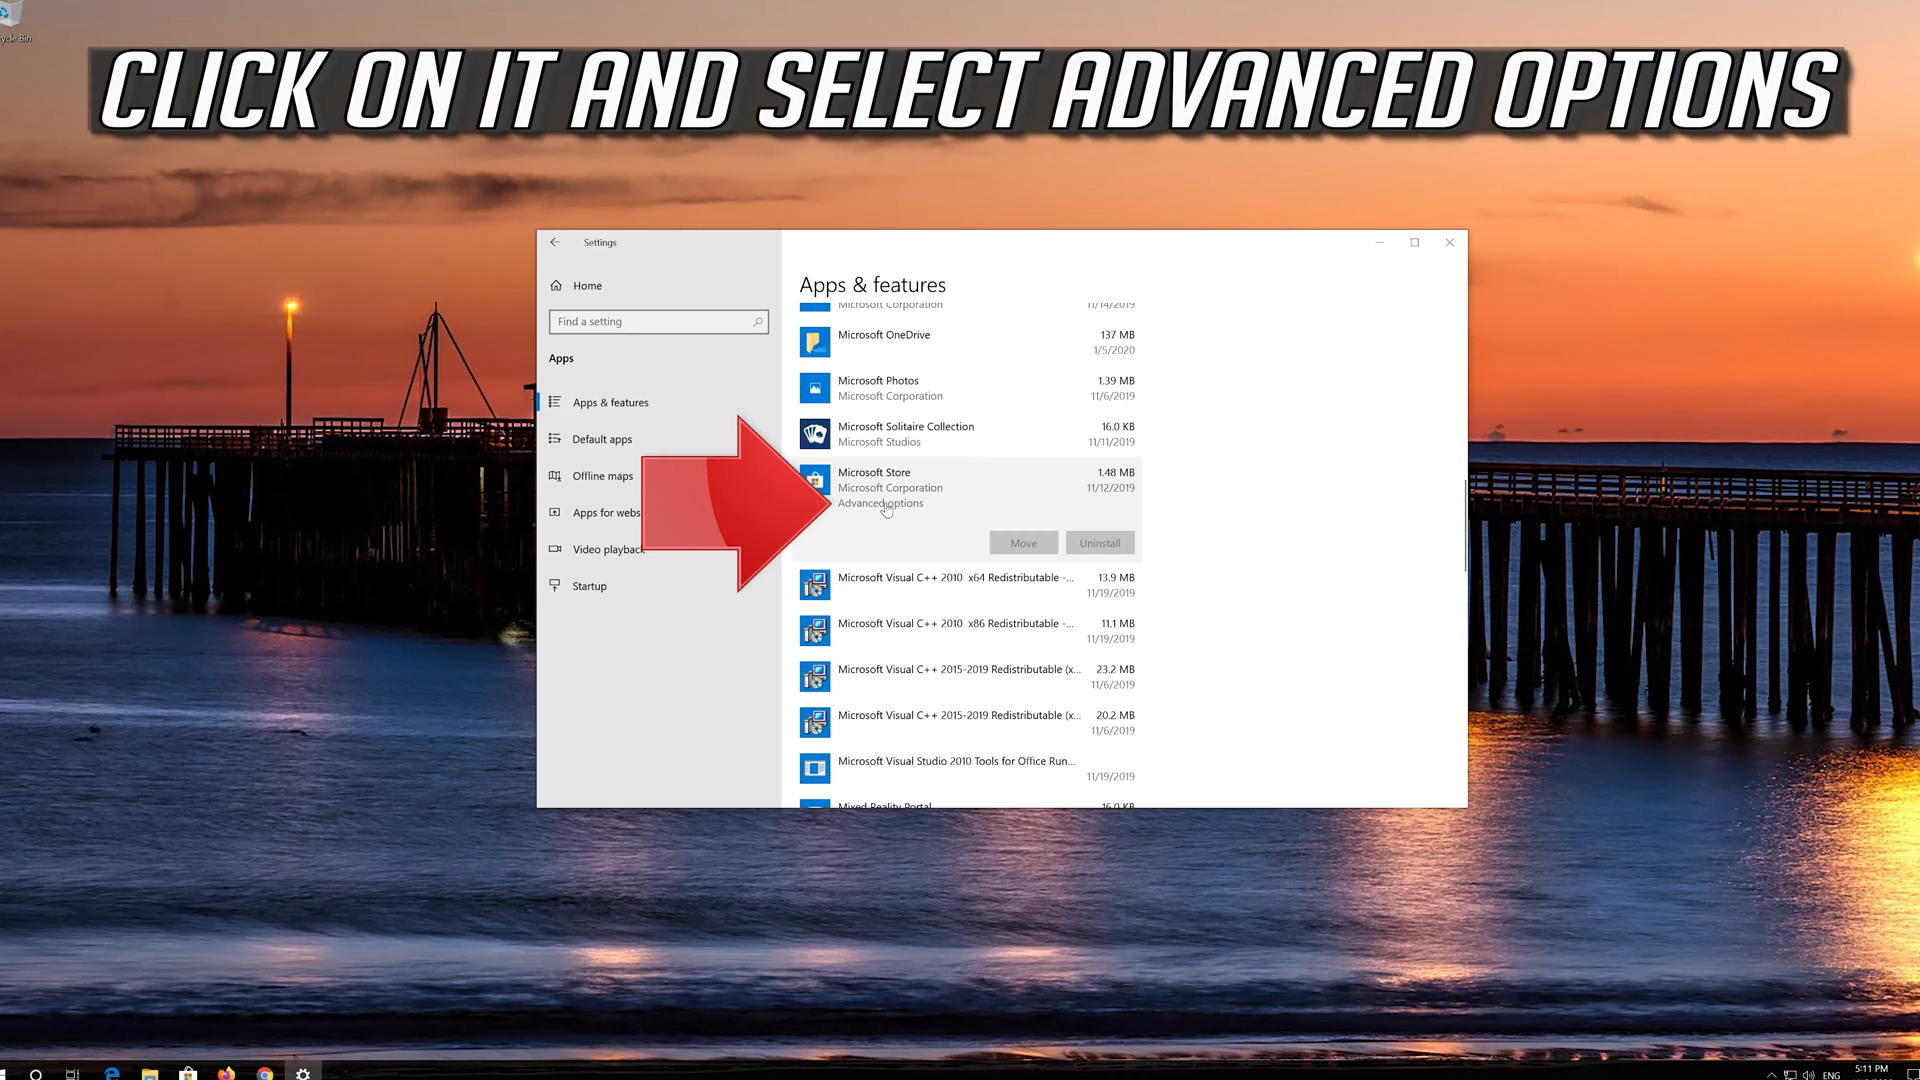 CLICK ON IT AND SELECT ADVANCED OPTIONS
Settings
Home
Find a setting
Apps
Apps & features
Default apps
Offline maps
Apps for webs
Video playback
Startup
Apps & features
Microsoft Corporation 11/14/2019
Microsoft OneDrive 137 MB
1/5/2020
Microsoft Photos 1.39 MB
Microsoft Corporation 11/6/2019
Microsoft Solitaire Collection 16.0 KB
Microsoft Studios 11/11/2019
Microsoft Store 1.48 MB
Microsoft Corporation 11/12/2019
Advanced options
Move Uninstall
Microsoft Visual C++ 2010 x64 Redistributable -... 13.9 MB
11/19/2019
Microsoft Visual C++ 2010 x86 Redistributable -... 11.1 MB
11/19/2019
Microsoft Visual C++ 2015-2019 Redistributable (x... 23.2 MB
11/6/2019
Microsoft Visual C++ 2015-2019 Redistributable (x... 20.2 MB
11/6/2019
Microsoft Visual Studio 2010 Tools for Office Run...
11/19/2019
Mixed Reality Portal 16.0 KB
ENG 5:11 PM